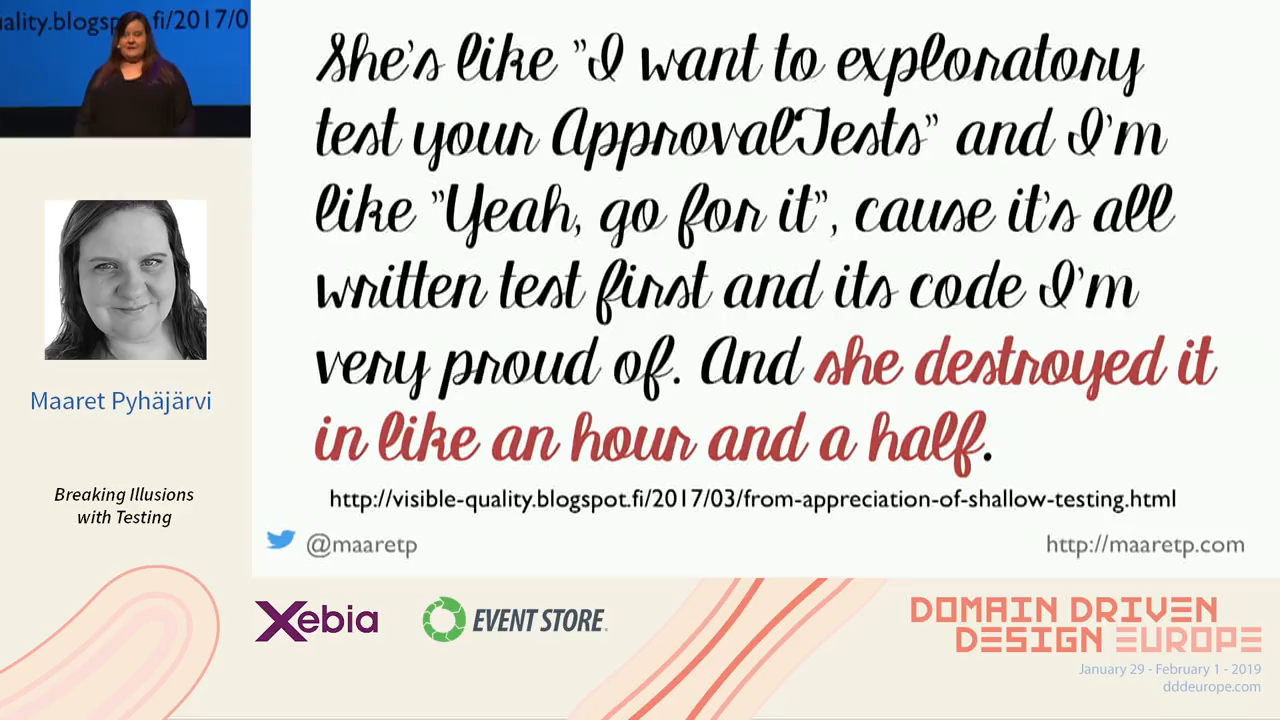 ality.blogsp
fi/2017/0
She's like "I want to exploratory
test your ApprovalTests" and I'm
like "Yeah, go for it", cause it's all
written test first and its code I'm
very proud of. And she destroyed it
in like an hour and a half.
http://visible-quality.blogspot.fi/2017/03/from-appreciation-of-shallow-testing.html
@maaretp
http://maaretp.com
Maaret Pyhäjärvi
Breaking Illusions
with Testing
Xebia
EVENT STORE
DOMAIN DRIVEN
DESIGN EUROPE
January 29 - February 1 - 2019
dddeurope.com